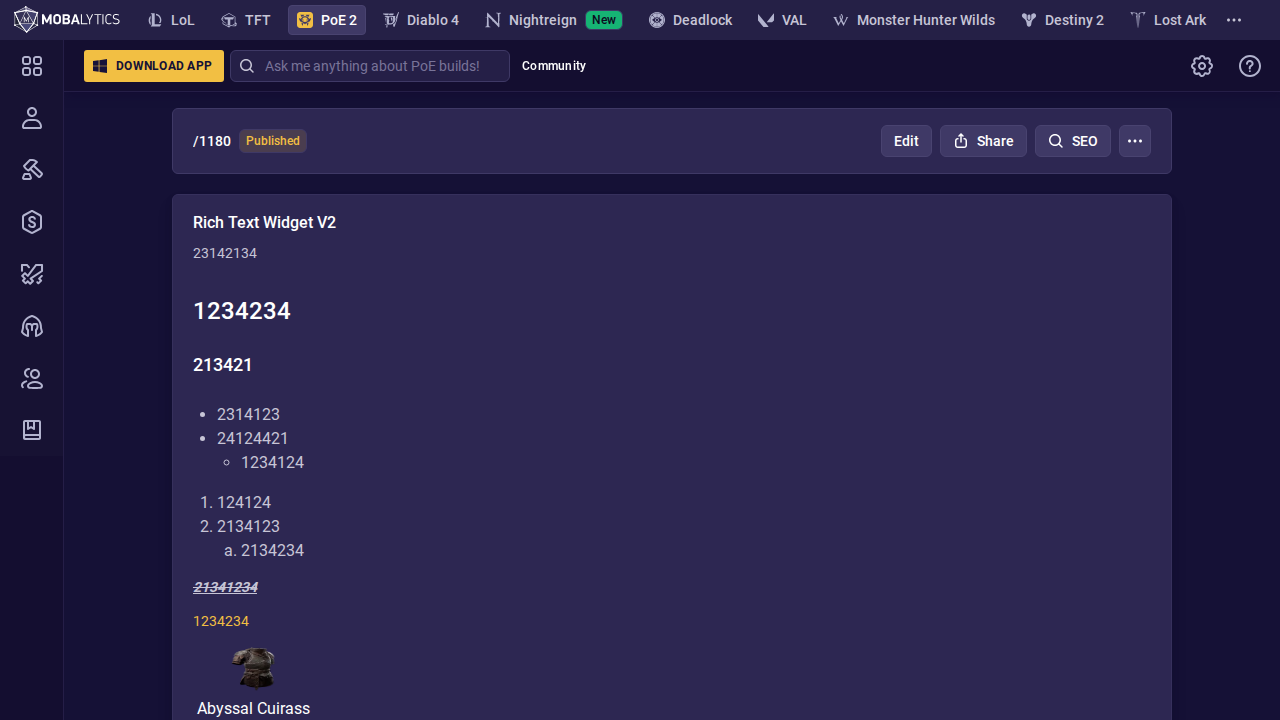 MOBALYTICS LoL TFT PoE 2 Diablo 4 Nightreign New Deadlock VAL Monster Hunter Wilds Destiny 2 Lost Ark
DOWNLOAD APP Ask me anything about PoE builds! Community
/1180 Published Edit Share SEO
Rich Text Widget V2
23142134
1234234
213421
• 2314123
• 24124421
◦ 1234124
1. 124124
2. 2134123
a. 2134234
21341234
1234234
Abyssal Cuirass